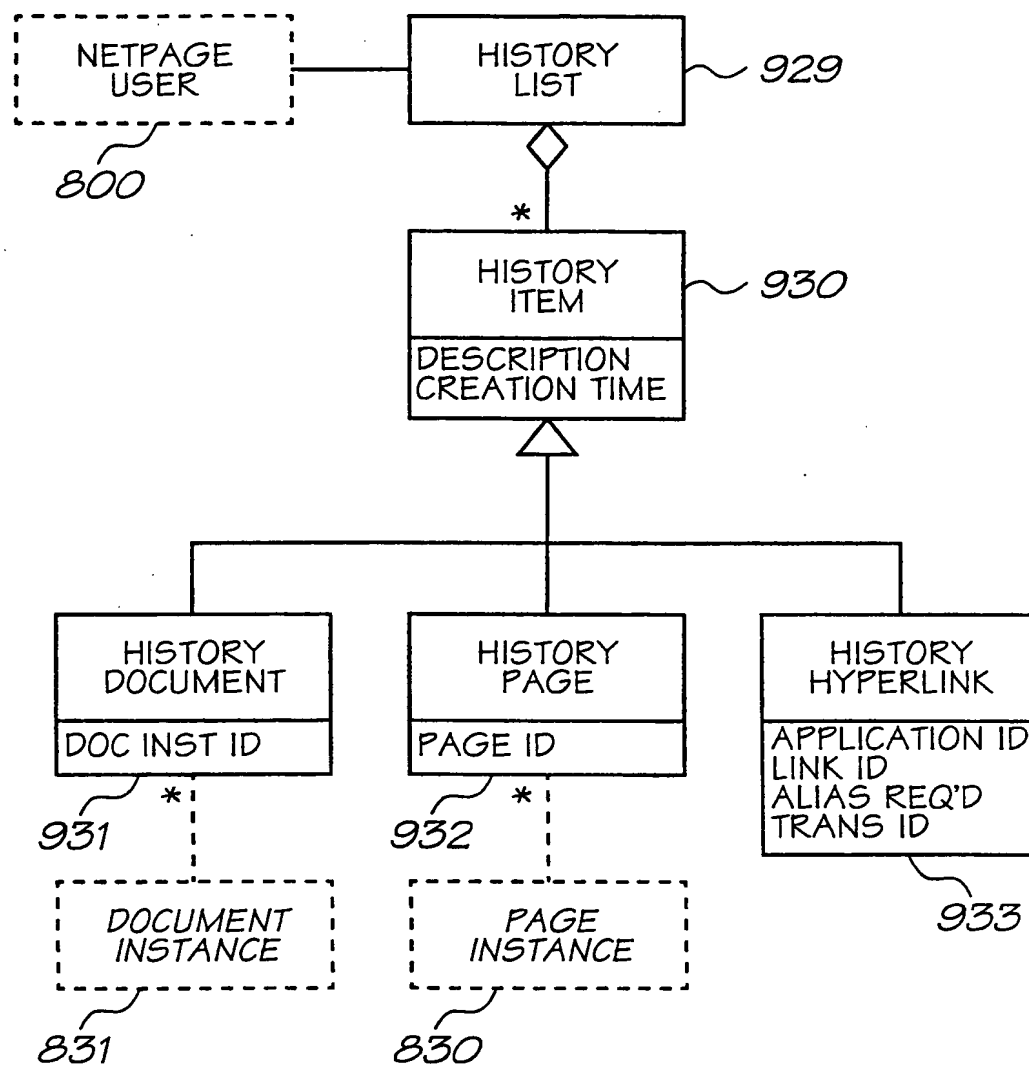 NETPAGE
USER
800
HISTORY
LIST
929
*
HISTORY
ITEM
930
DESCRIPTION
CREATION TIME
HISTORY
DOCUMENT
DOC INST ID
931
*
HISTORY
PAGE
PAGE ID
932
*
HISTORY
HYPERLINK
APPLICATION ID
LINK ID
ALIAS REQ'D
TRANS ID
933
DOCUMENT
INSTANCE
831
PAGE
INSTANCE
830